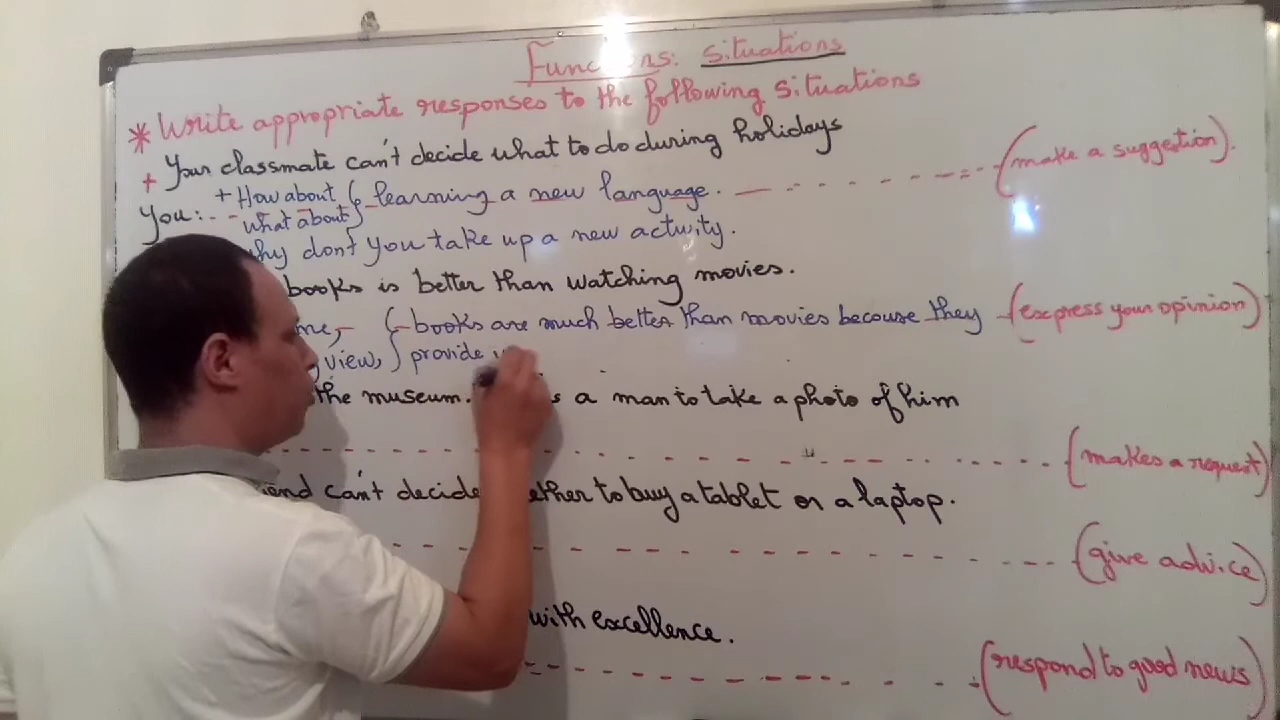 Functions: situations
* Write appropriate responses to the following situations
+ Your classmate can't decide what to do during holidays
+ How about { learning a new language. (make a suggestion).
You: what about
why don't you take up a new activity.
books is better than watching movies.
me, { books are much better than movies because they (express your opinion)
view, provide
the museum. a man to take a photo of him
(makes a request)
can't decide to buy a tablet or a laptop.
(give advice)
with excellence.
(respond to good news)